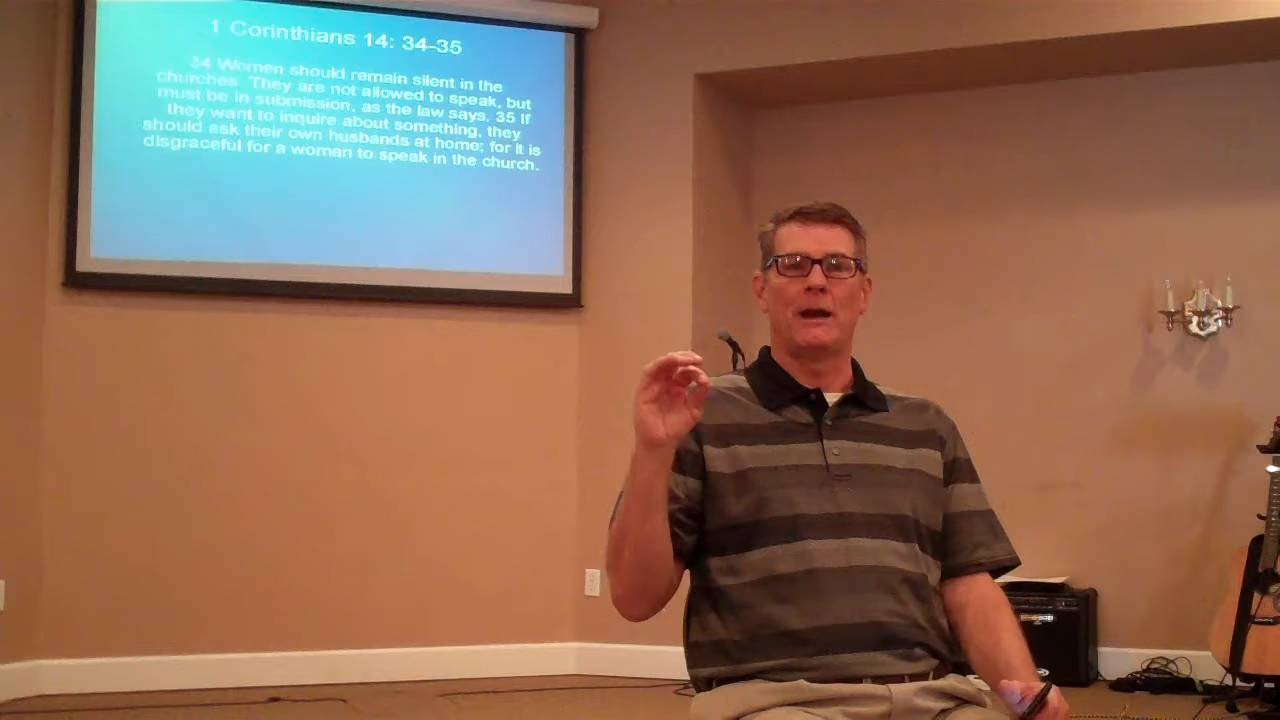 1 Corinthians 14: 34-35
34 Women should remain silent in the
churches. They are not allowed to speak, but
must be in submission, as the law says. 35 If
they want to inquire about something, they
should ask their own husbands at home; for it is
disgraceful for a woman to speak in the church.